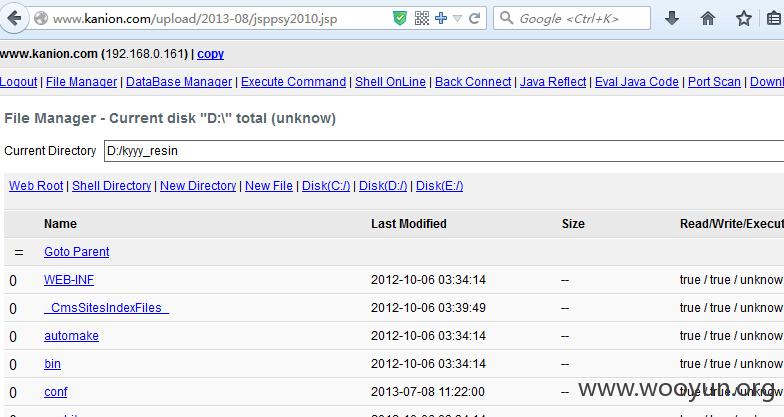 www.kanion.com/upload/2013-08/jsppsy2010.jsp
Google <Ctrl+K>
www.kanion.com (192.168.0.161) | copy
Logout | File Manager | DataBase Manager | Execute Command | Shell OnLine | Back Connect | Java Reflect | Eval Java Code | Port Scan | Downl
File Manager - Current disk "D:\" total (unknow)
Current Directory D:/kyyy_resin
Web Root | Shell Directory | New Directory | New File | Disk(C:/) | Disk(D:/) | Disk(E:/)
Name Last Modified Size Read/Write/Execut
= Goto Parent
0 WEB-INF 2012-10-06 03:34:14 -- true / true / unknow
0 _CmsSitesIndexFiles_ 2012-10-06 03:39:49 -- true / true / unknow
0 automake 2012-10-06 03:34:14 -- true / true / unknow
0 bin 2012-10-06 03:34:14 -- true / true / unknow
0 conf 2013-07-08 11:22:00 -- true / true / unknow
www.wooyun.org